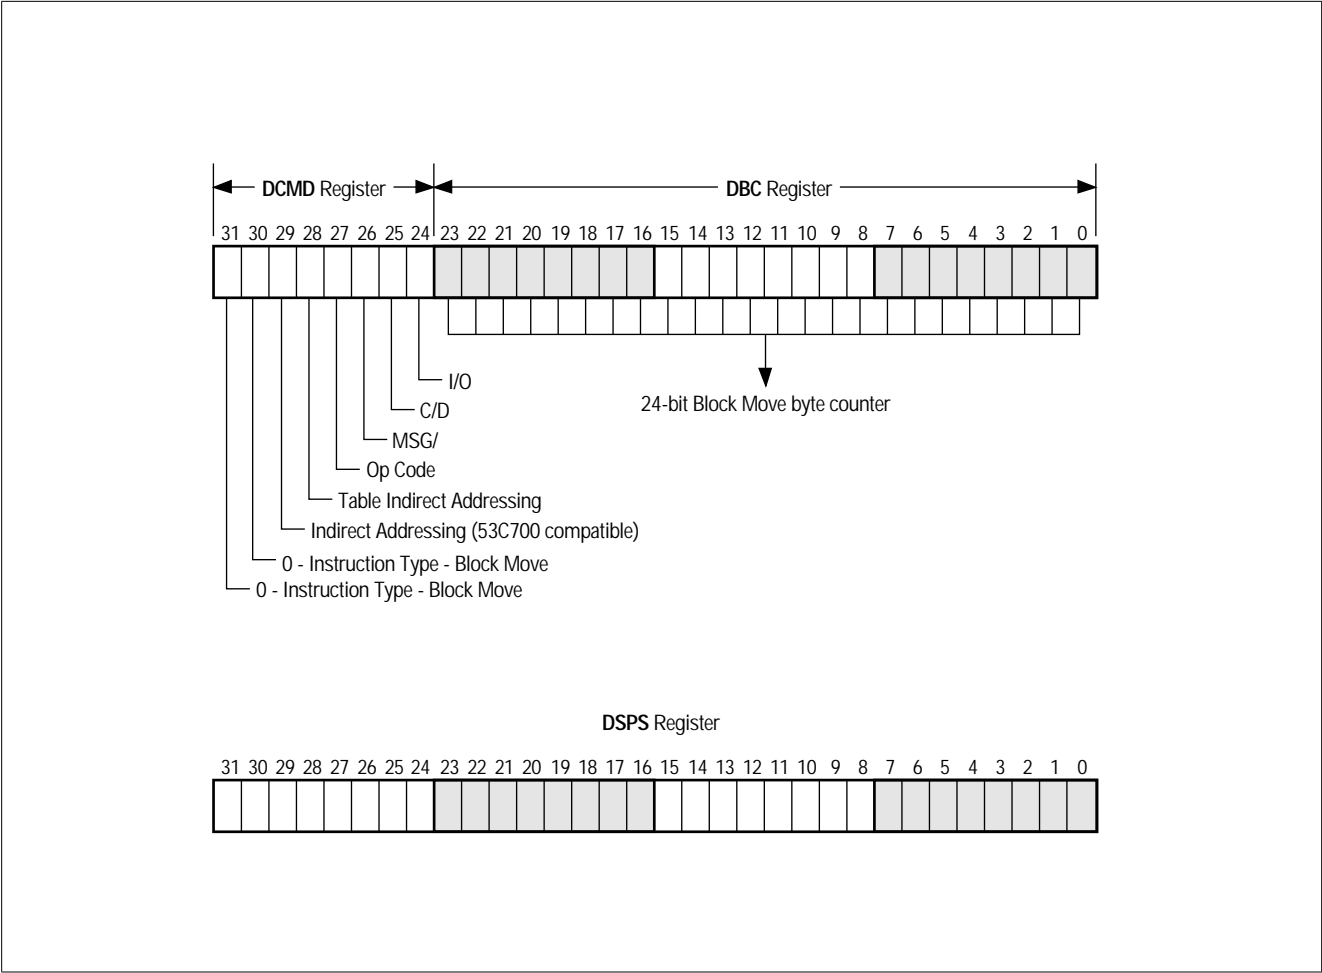 DCMD Register DBC Register
31 30 29 28 27 26 25 24 23 22 21 20 19 18 17 16 15 14 13 12 11 10 9 8 7 6 5 4 3 2 1 0
I/O
24-bit Block Move byte counter
C/D
MSG/
Op Code
Table Indirect Addressing
Indirect Addressing (53C700 compatible)
0 - Instruction Type - Block Move
0 - Instruction Type - Block Move
DSPS Register
31 30 29 28 27 26 25 24 23 22 21 20 19 18 17 16 15 14 13 12 11 10 9 8 7 6 5 4 3 2 1 0